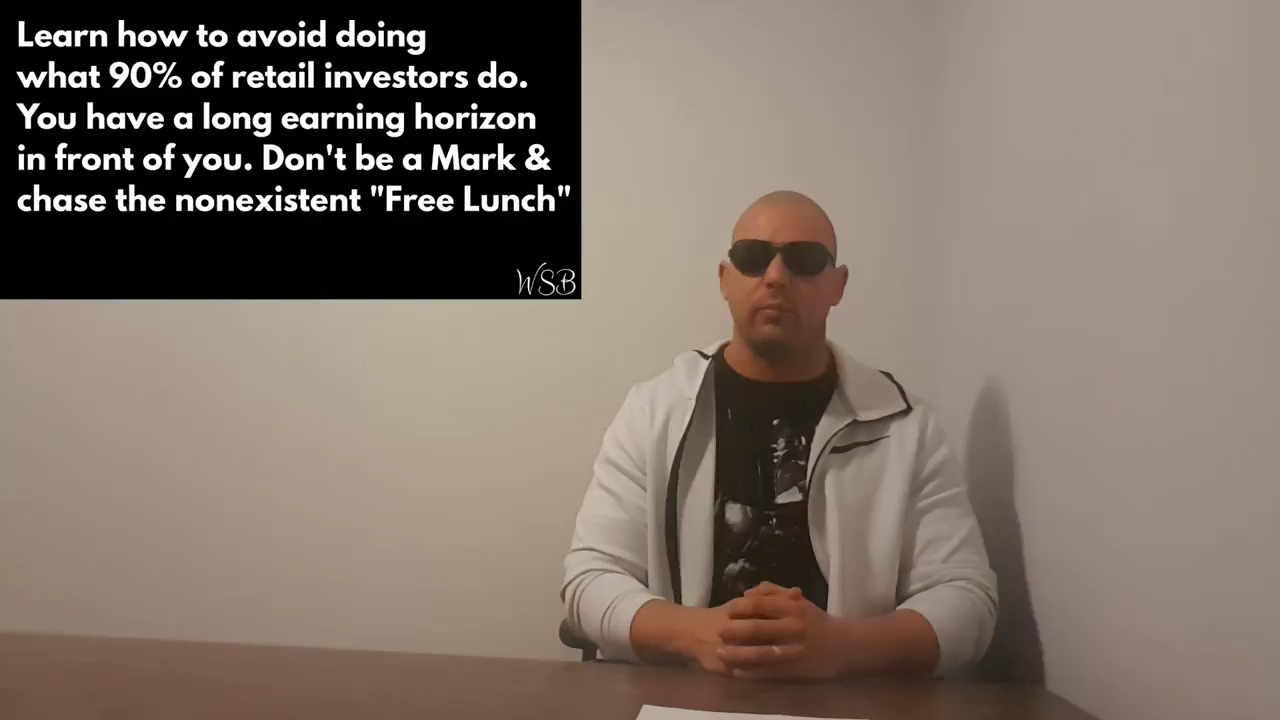 Learn how to avoid doing
what 90% of retail investors do.
You have a long earning horizon
in front of you. Don't be a Mark &
chase the nonexistent "Free Lunch"
WSB